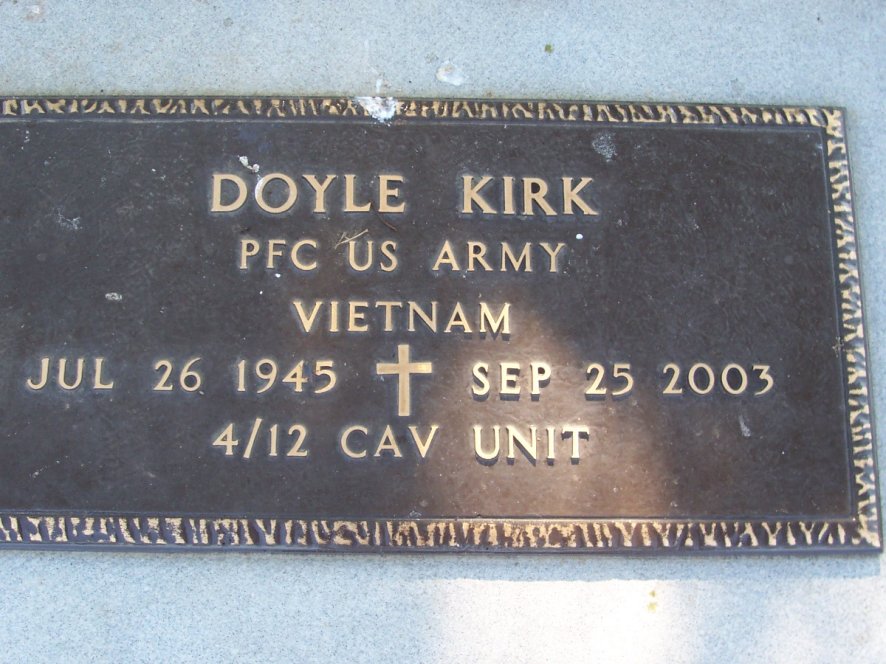 DOYLE KIRK
PFC US ARMY
VIETNAM
JUL 26 1945 SEP 25 2003
4/12 CAV UNIT